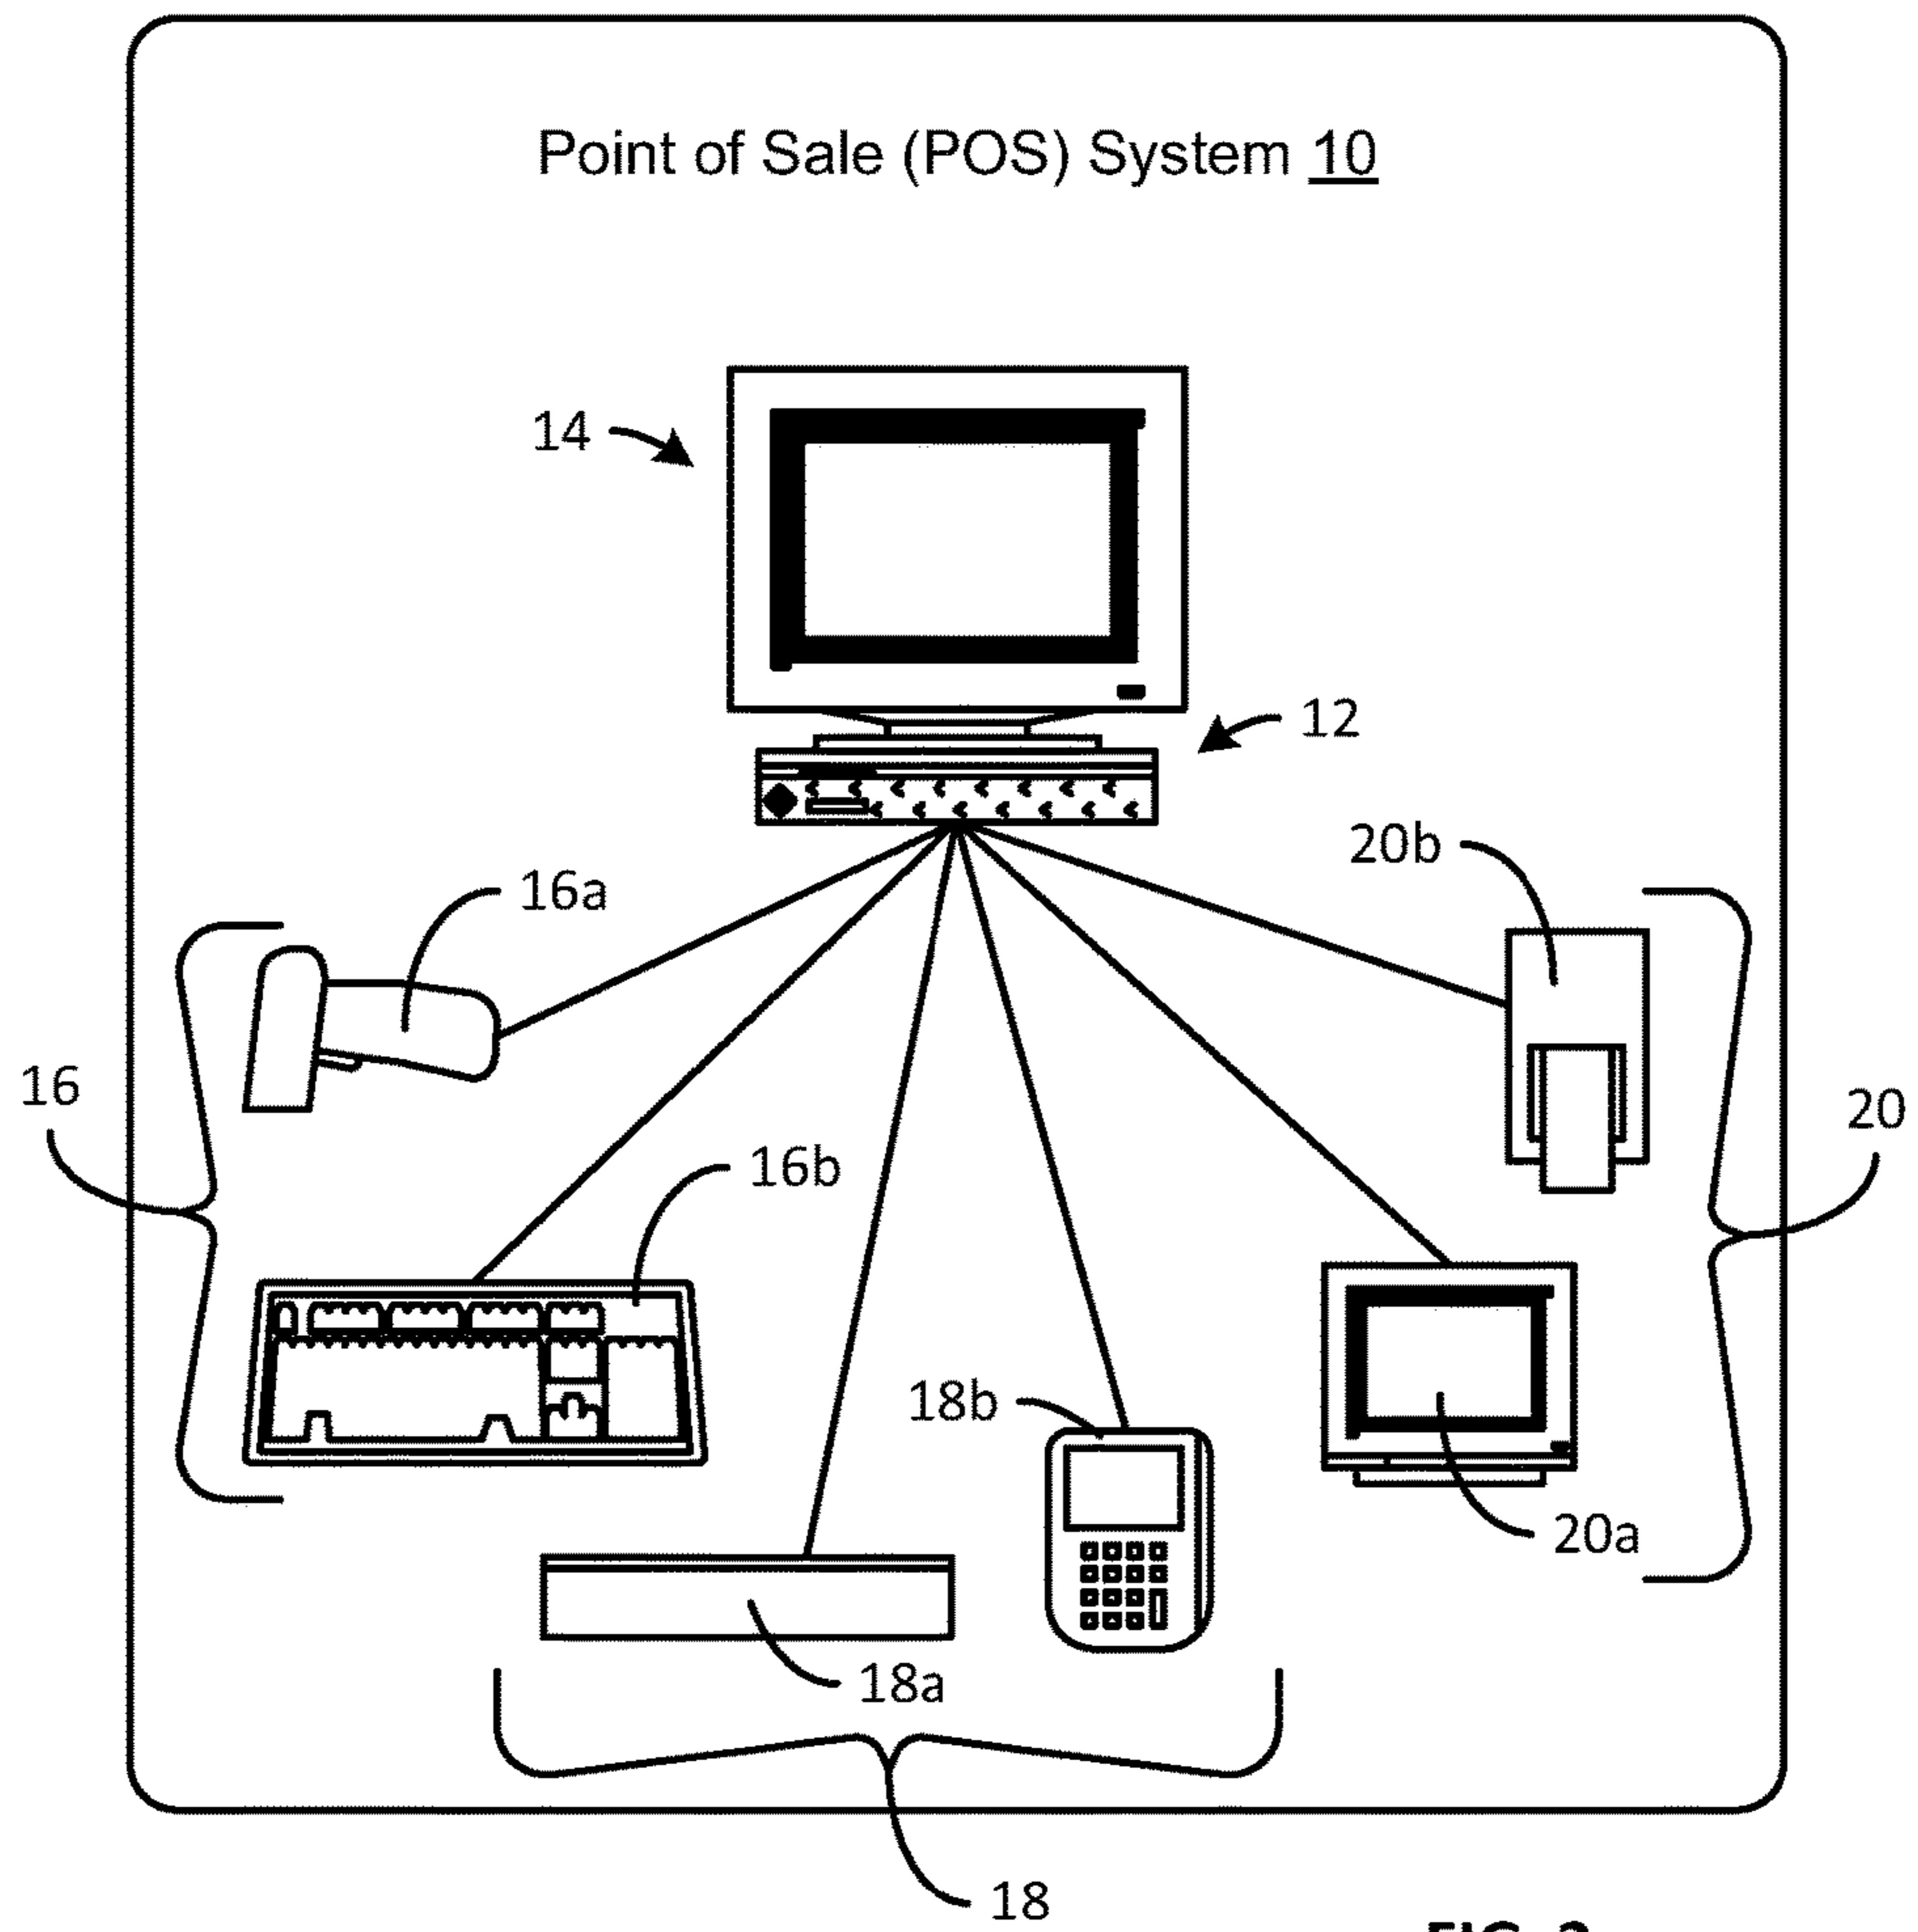 Point of Sale (POS) System 10
14
12
20b
16a
16
20
16b
18b
20a
18a
18